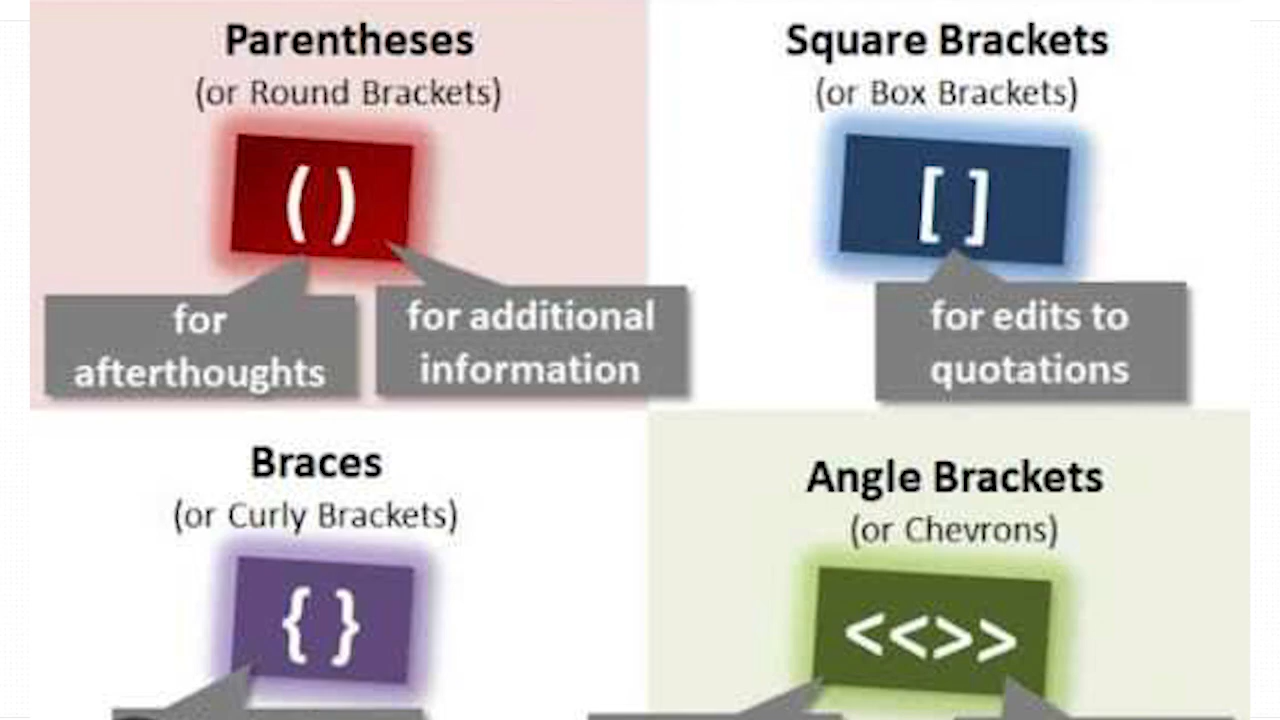 Parentheses
(or Round Brackets)
( )
for
afterthoughts
for additional
information
Square Brackets
(or Box Brackets)
[ ]
for edits to
quotations
Braces
(or Curly Brackets)
{ }
Angle Brackets
(or Chevrons)
<<>>